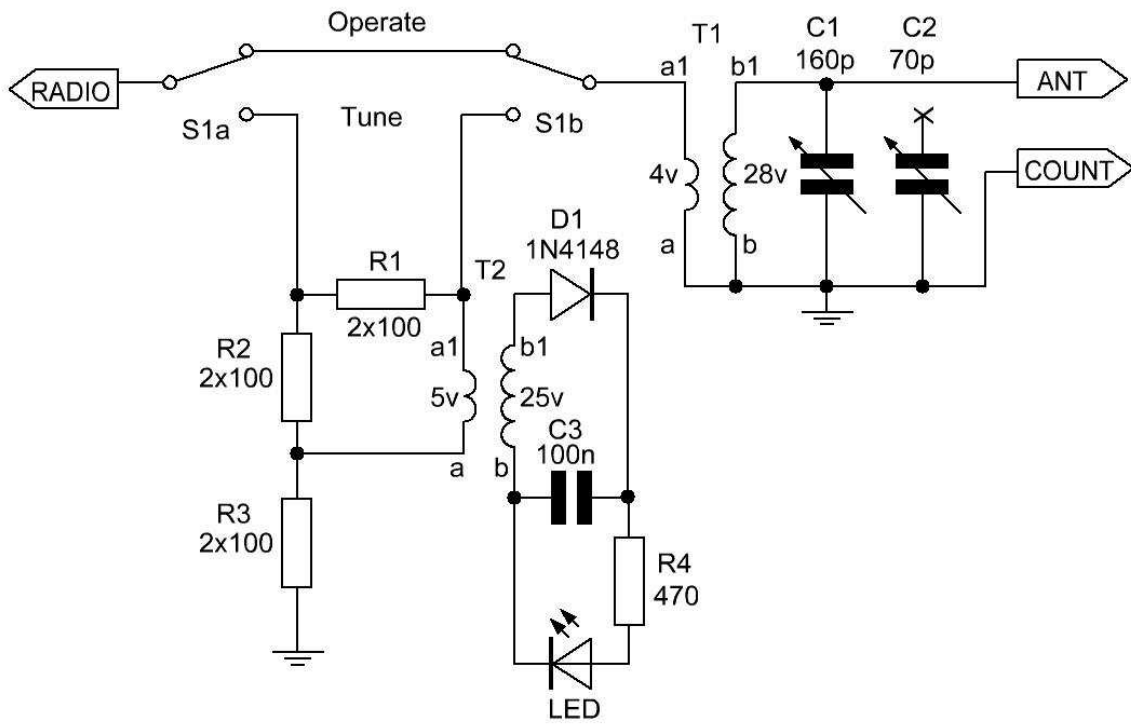 Operate
T1
C1
160p
C2
70p
a1
b1
RADIO
ANT
S1a
Tune
S1b
4v
28v
COUNT
a
b
D1
1N4148
R1
2x100
T2
R2
2x100
a1
b1
5v
25v
C3
100n
a
b
R3
2x100
R4
470
LED